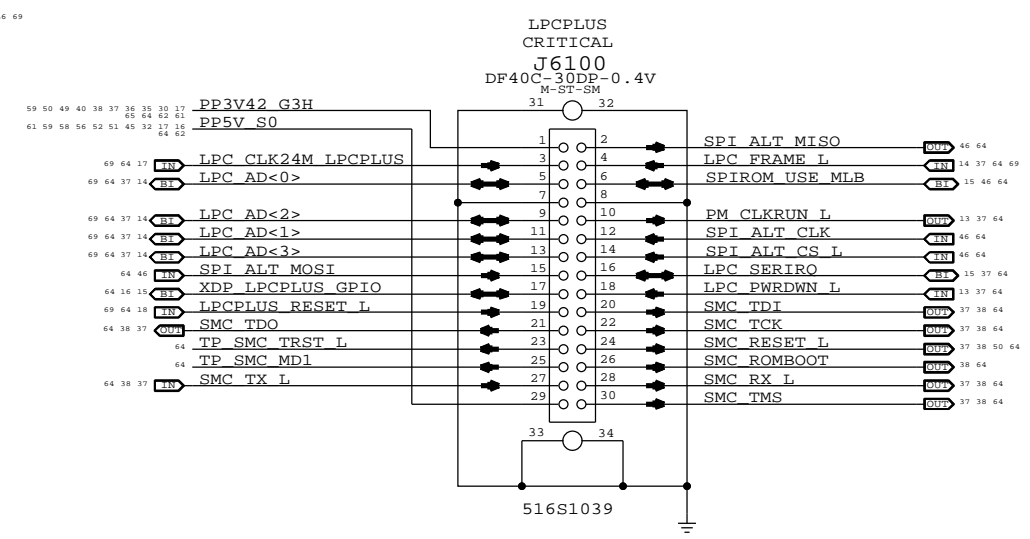 46 69
LPCPLUS
CRITICAL
J6100
DF40C-30DP-0.4V
M-ST-SM
31 32
59 50 49 40 38 37 36 35 30 17 PP3V42_G3H
65 64 62 61
61 59 58 56 52 51 45 32 17 16 PP5V_S0
64 62
1 2 SPI_ALT_MISO OUT 46 64
69 64 17 IN LPC_CLK24M_LPCPLUS 3 4 LPC_FRAME_L IN 14 37 64 69
69 64 37 14 BI LPC_AD<0> 5 6 SPIROM_USE_MLB BI 15 46 64
7 8
69 64 37 14 BI LPC_AD<2> 9 10 PM_CLKRUN_L OUT 13 37 64
69 64 37 14 BI LPC_AD<1> 11 12 SPI_ALT_CLK IN 46 64
69 64 37 14 BI LPC_AD<3> 13 14 SPI_ALT_CS_L IN 46 64
64 46 IN SPI_ALT_MOSI 15 16 LPC_SERIRQ BI 15 37 64
64 16 15 BI XDP_LPCPLUS_GPIO 17 18 LPC_PWRDWN_L IN 13 37 64
69 64 18 IN LPCPLUS_RESET_L 19 20 SMC_TDI OUT 37 38 64
64 38 37 OUT SMC_TDO 21 22 SMC_TCK OUT 37 38 64
64 TP_SMC_TRST_L 23 24 SMC_RESET_L OUT 37 38 50 64
64 TP_SMC_MD1 25 26 SMC_ROMBOOT OUT 38 64
64 38 37 IN SMC_TX_L 27 28 SMC_RX_L OUT 37 38 64
29 30 SMC_TMS OUT 37 38 64
33 34
516S1039